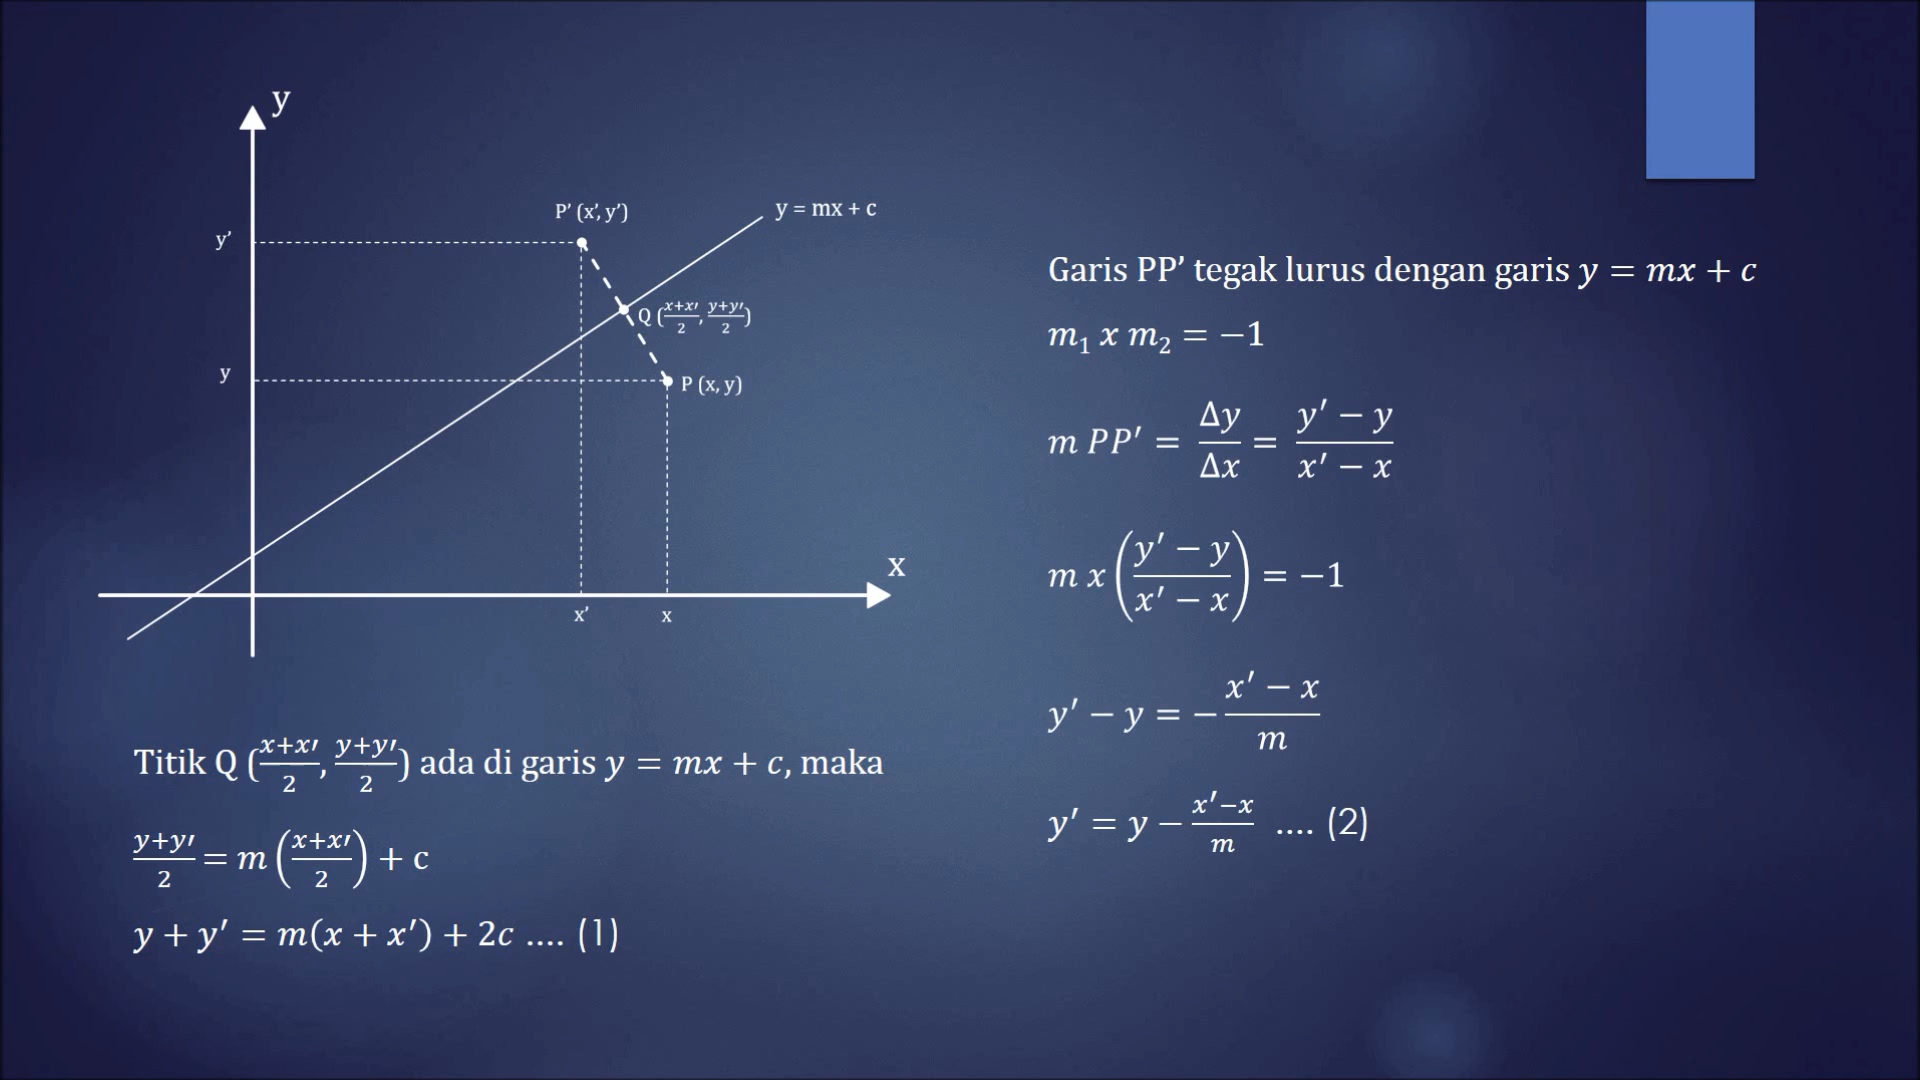 y
P’ (x’, y’)
y = mx + c
y’
Q (x+x′/2, y+y′/2)
y
P (x, y)
x
x’
x
Titik Q (x+x′/2, y+y′/2) ada di garis y = mx + c, maka
y+y′/2 = m (x+x′/2) + c
y + y′ = m(x + x′) + 2c .... (1)
Garis PP’ tegak lurus dengan garis y = mx + c
m₁ x m₂ = −1
m PP′ = Δy/Δx = y′ − y/x′ − x
m x (y′ − y/x′ − x) = −1
y′ − y = − x′ − x/m
y′ = y − x′−x/m .... (2)